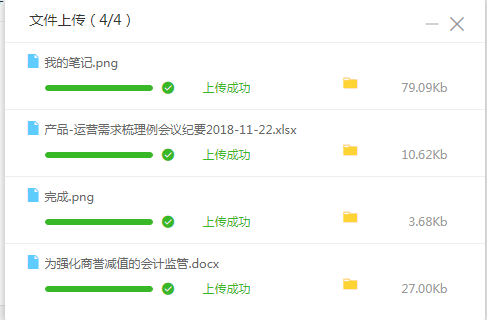 文件上传（4/4）
我的笔记.png
上传成功 79.09Kb
产品-运营需求梳理例会议纪要2018-11-22.xlsx
上传成功 10.62Kb
完成.png
上传成功 3.68Kb
为强化商誉减值的会计监管.docx
上传成功 27.00Kb